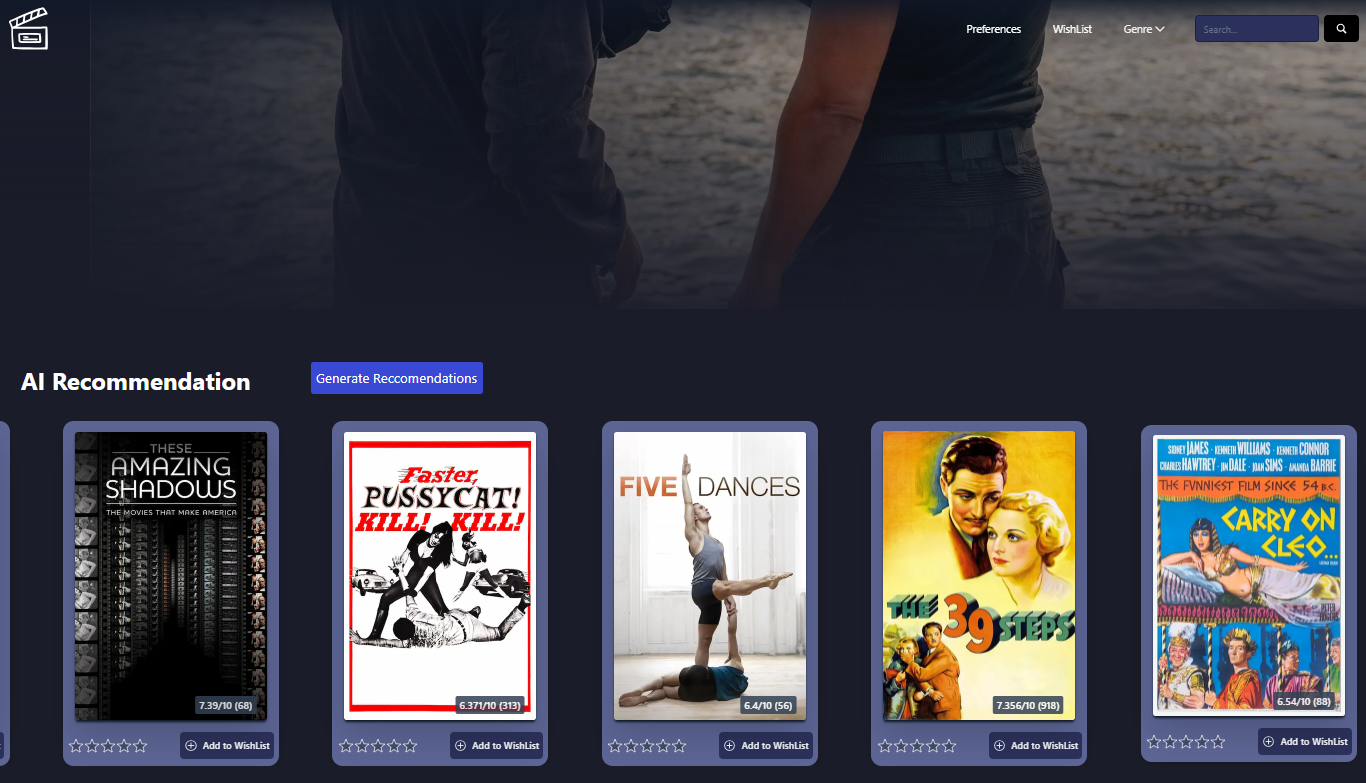 Preferences
WishList
Genre
Search...
AI Recommendation
Generate Reccomendations
THESE
AMAZING
SHADOWS
THE MOVIES THAT MAKE AMERICA
7.39/10 (68)
Add to WishList
Faster,
PUSSYCAT!
KILL! KILL!
6.371/10 (313)
Add to WishList
FIVE DANCES
6.4/10 (56)
Add to WishList
THE 39 STEPS
7.356/10 (918)
Add to WishList
SIDNEY JAMES · KENNETH WILLIAMS · KENNETH CONNOR
CHARLES HAWTREY · JIM DALE · JOAN SIMS · AMANDA BARRIE
THE FVNNIEST FILM SINCE 54 B.C.
CARRY ON
CLEO...
6.54/10 (88)
Add to WishList